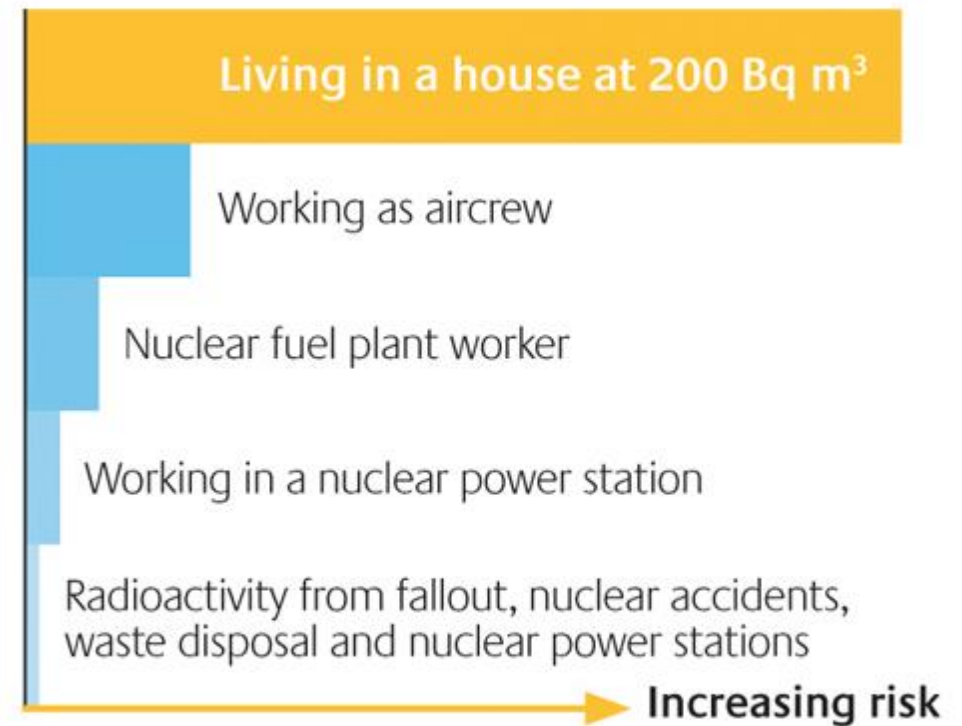 Living in a house at 200 Bq m³
Working as aircrew
Nuclear fuel plant worker
Working in a nuclear power station
Radioactivity from fallout, nuclear accidents,
waste disposal and nuclear power stations
Increasing risk